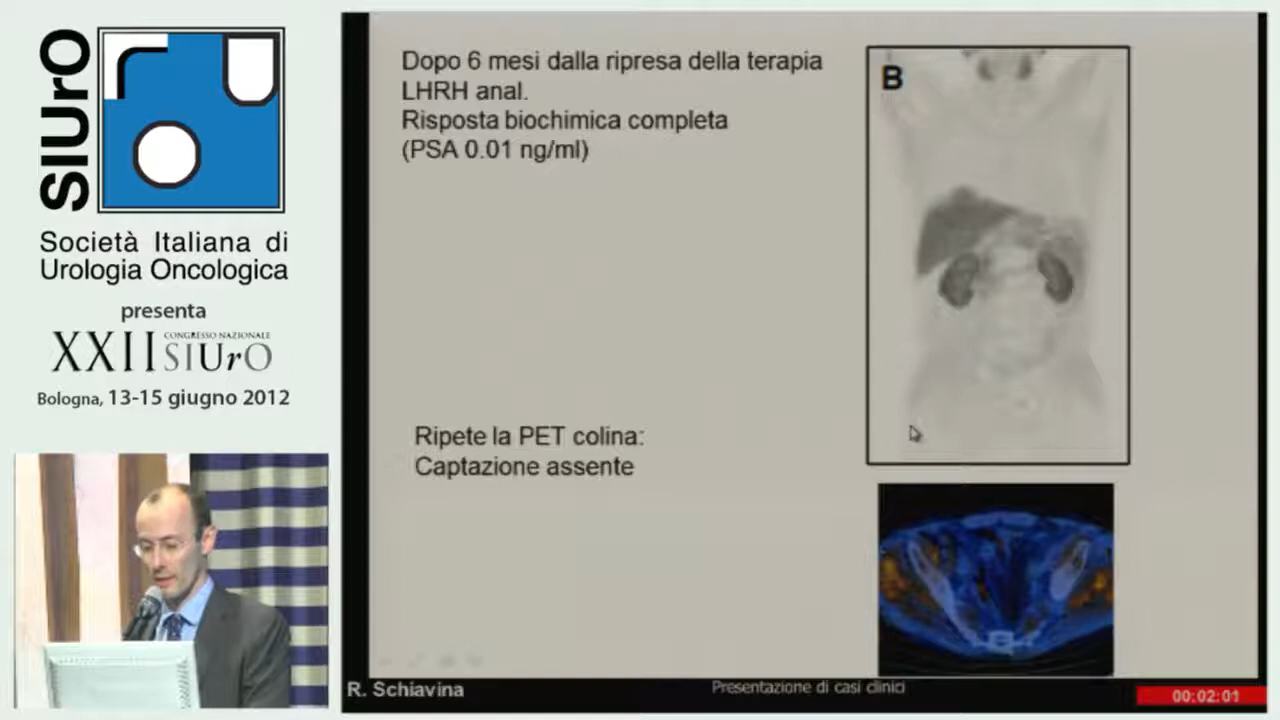 SIUrO
Società Italiana di
Urologia Oncologica
presenta
XXII CONGRESSO NAZIONALE
SIUrO
Bologna, 13-15 giugno 2012
Dopo 6 mesi dalla ripresa della terapia
LHRH anal.
Risposta biochimica completa
(PSA 0.01 ng/ml)
B
Ripete la PET colina:
Captazione assente
R. Schiavina
Presentazione di casi clinici
00:02:01